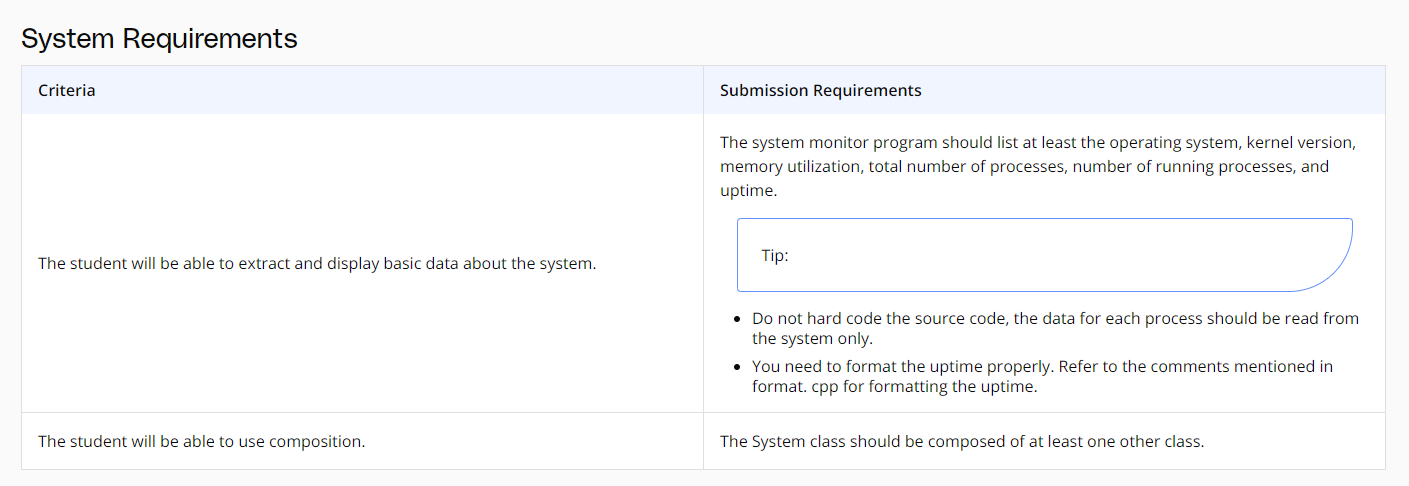 System Requirements
Criteria
Submission Requirements
The student will be able to extract and display basic data about the system.
The system monitor program should list at least the operating system, kernel version,
memory utilization, total number of processes, number of running processes, and
uptime.
Tip:
Do not hard code the source code, the data for each process should be read from
the system only.
You need to format the uptime properly. Refer to the comments mentioned in
format. cpp for formatting the uptime.
The student will be able to use composition.
The System class should be composed of at least one other class.